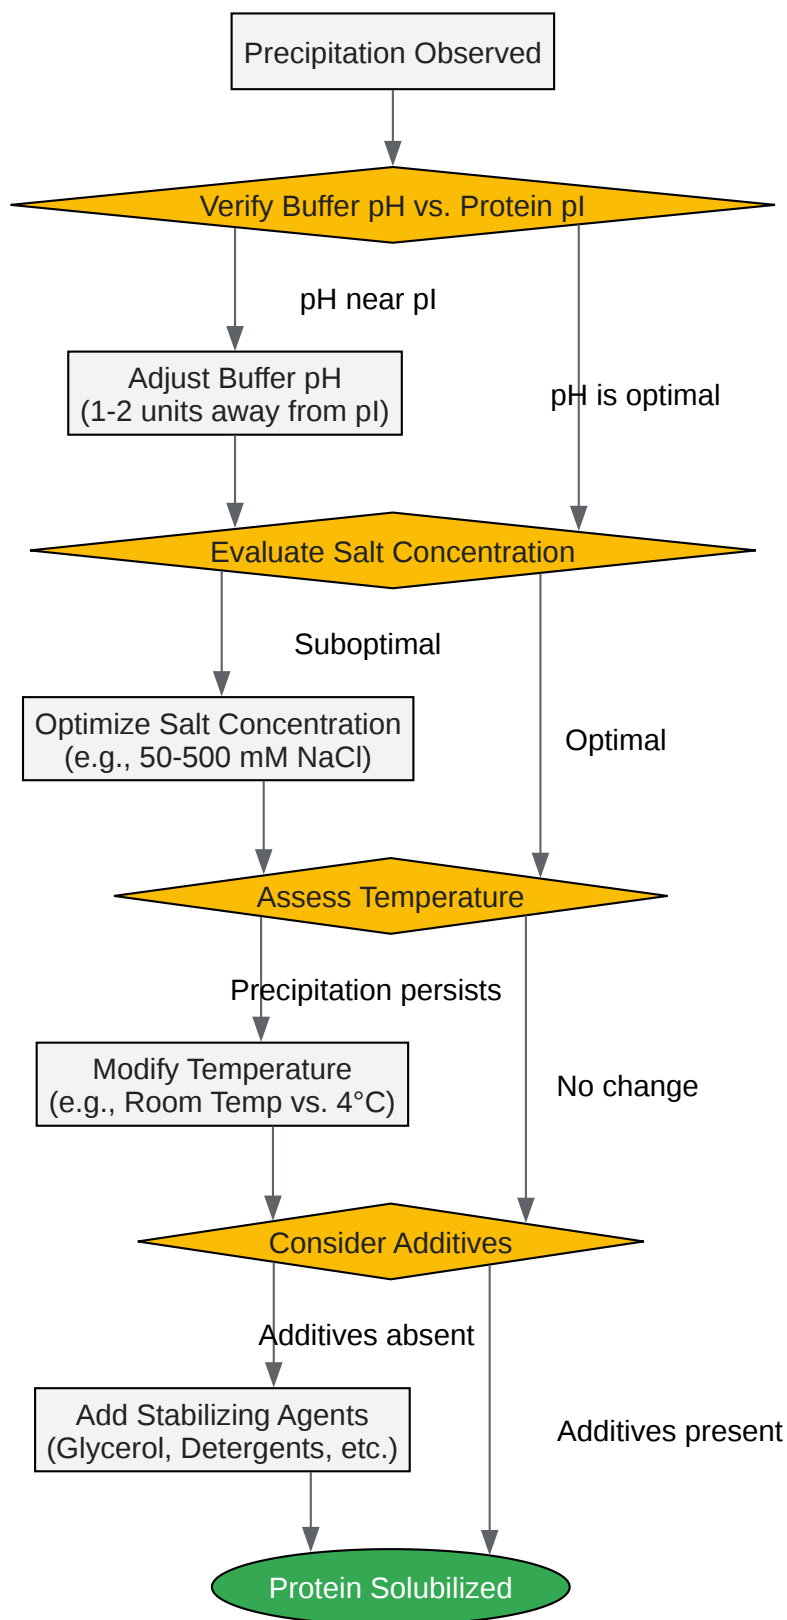 Precipitation Observed
Verify Buffer pH vs. Protein pI
pH near pI
Adjust Buffer pH
(1-2 units away from pI)
pH is optimal
Evaluate Salt Concentration
Suboptimal
Optimize Salt Concentration
(e.g., 50-500 mM NaCl)
Optimal
Assess Temperature
Precipitation persists
Modify Temperature
(e.g., Room Temp vs. 4°C)
No change
Consider Additives
Additives absent
Add Stabilizing Agents
(Glycerol, Detergents, etc.)
Additives present
Protein Solubilized